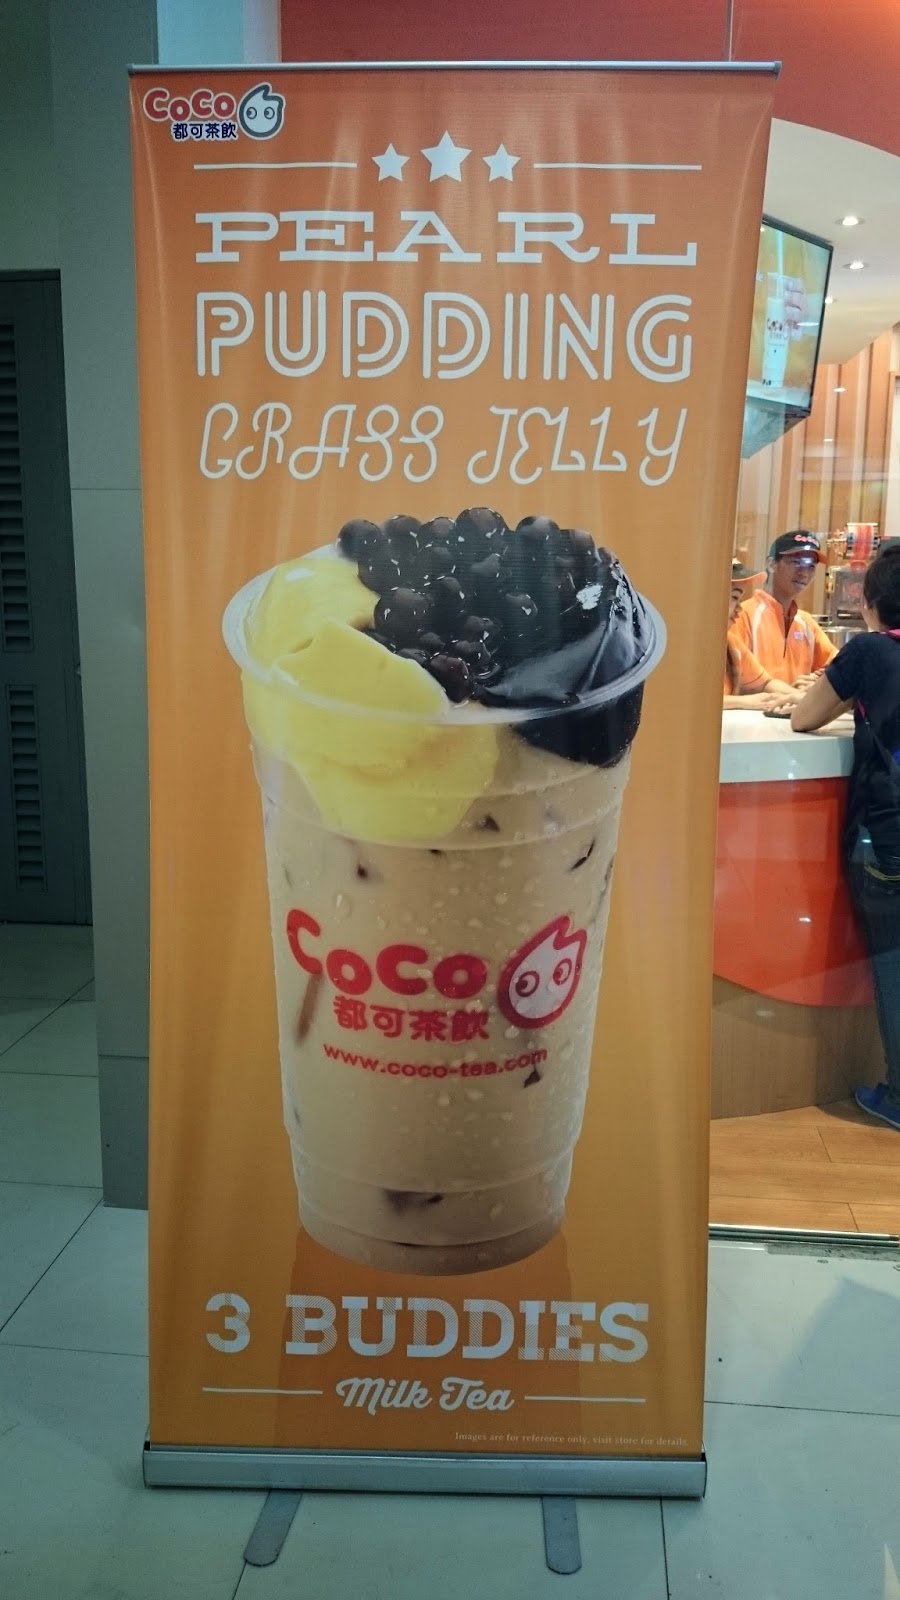 CoCo
都可茶飲
PEARL
PUDDING
GRASS JELLY
CoCo
都可茶飲
www.coco-tea.com
3 BUDDIES
Milk Tea
Images are for reference only, visit store for details.